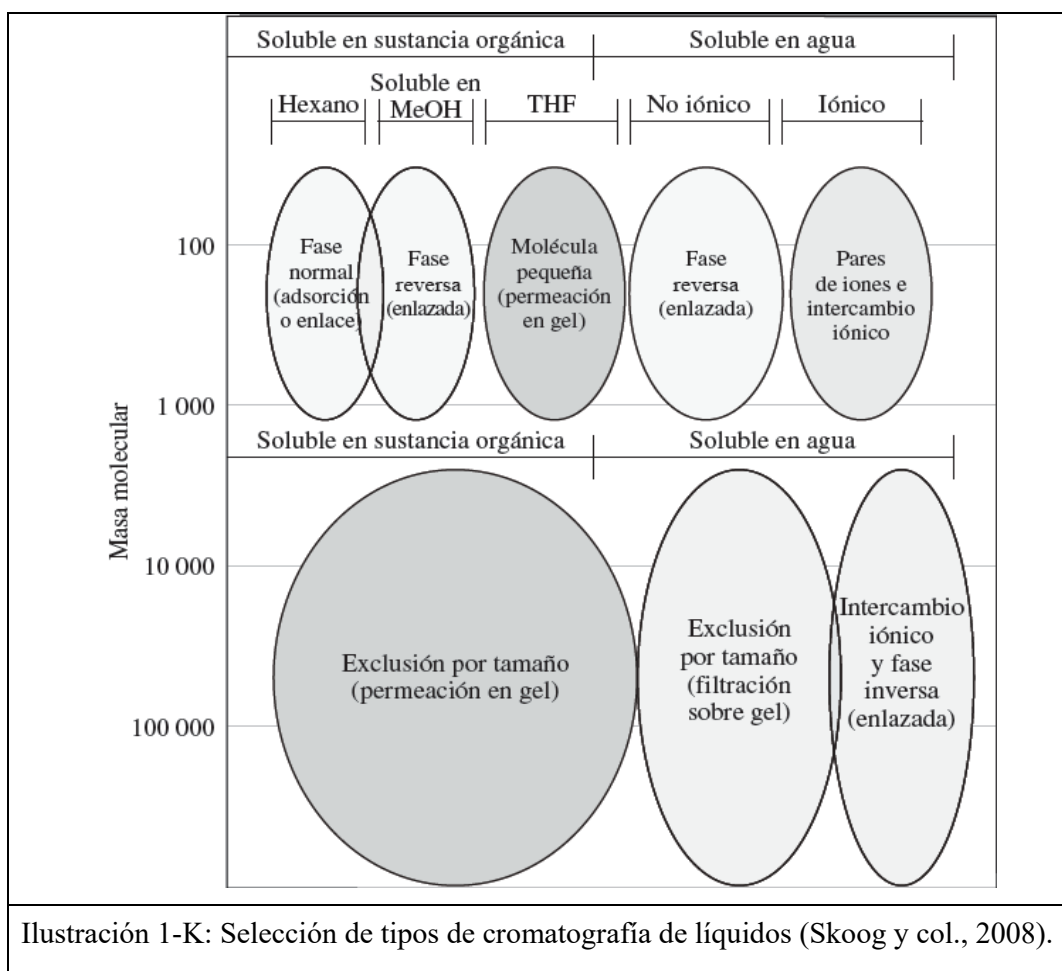 Soluble en sustancia orgánica
Soluble en agua
Hexano
Soluble en
MeOH
THF
No iónico
Iónico
Fase
normal
(adsorción
o enlace)
Fase
reversa
(enlazada)
Molécula
pequeña
(permeación
en gel)
Fase
reversa
(enlazada)
Pares
de iones e
intercambio
iónico
100
1 000
10 000
100 000
Masa molecular
Soluble en sustancia orgánica
Soluble en agua
Exclusión por tamaño
(permeación en gel)
Exclusión
por tamaño
(filtración
sobre gel)
Intercambio
iónico
y fase
inversa
(enlazada)
Ilustración 1-K: Selección de tipos de cromatografía de líquidos (Skoog y col., 2008).